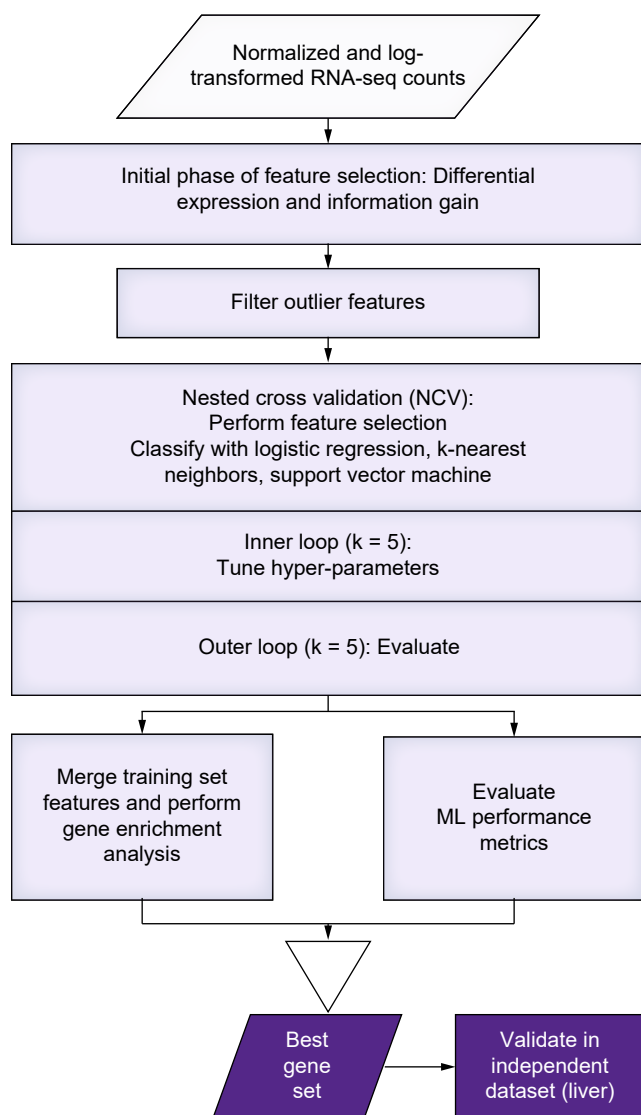 Normalized and log-
transformed RNA-seq counts
Initial phase of feature selection: Differential
expression and information gain
Filter outlier features
Nested cross validation (NCV):
Perform feature selection
Classify with logistic regression, k-nearest
neighbors, support vector machine
Inner loop (k = 5):
Tune hyper-parameters
Outer loop (k = 5): Evaluate
Merge training set
features and perform
gene enrichment
analysis
Evaluate
ML performance
metrics
Best
gene
set
Validate in
independent
dataset (liver)